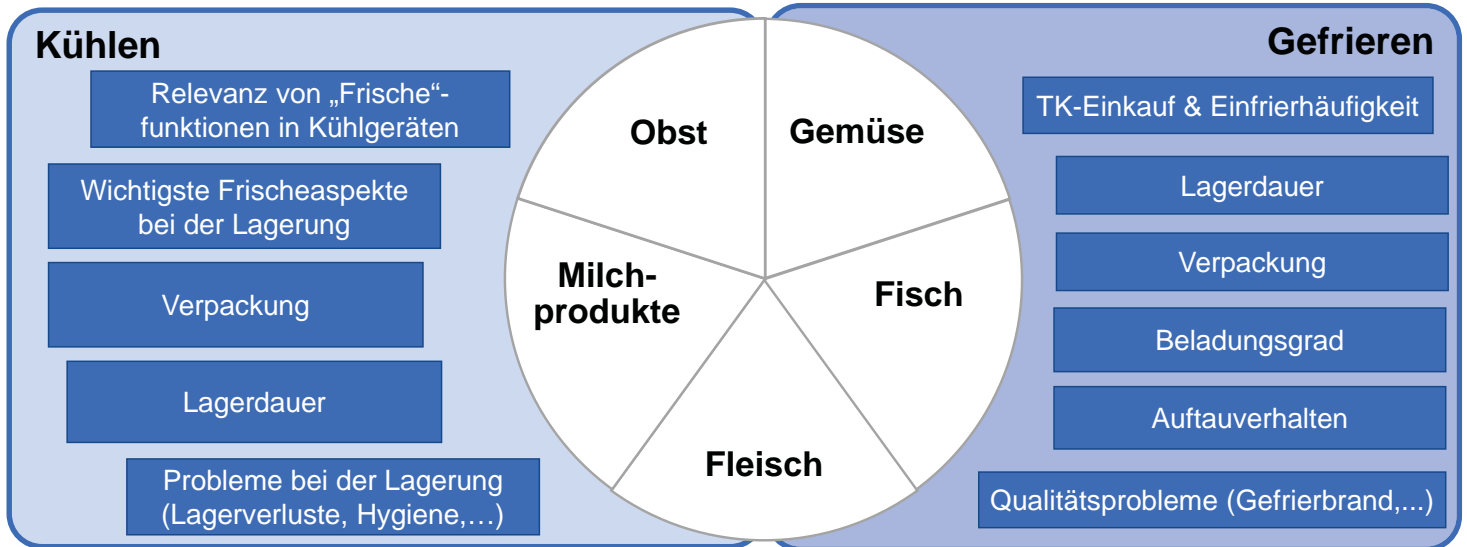 Kühlen
Relevanz von „Frische“-
funktionen in Kühlgeräten
Wichtigste Frischeaspekte
bei der Lagerung
Verpackung
Lagerdauer
Probleme bei der Lagerung
(Lagerverluste, Hygiene,…)
Obst
Gemüse
Milch-
produkte
Fisch
Fleisch
Gefrieren
TK-Einkauf & Einfrierhäufigkeit
Lagerdauer
Verpackung
Beladungsgrad
Auftauverhalten
Qualitätsprobleme (Gefrierbrand,...)